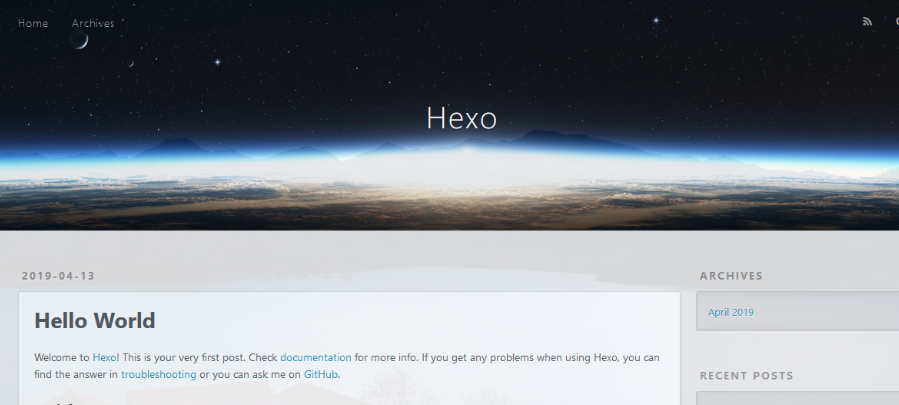 Home Archives
Hexo
2019-04-13
Hello World
Welcome to Hexo! This is your very first post. Check documentation for more info. If you get any problems when using Hexo, you can
find the answer in troubleshooting or you can ask me on GitHub.
ARCHIVES
April 2019
RECENT POSTS